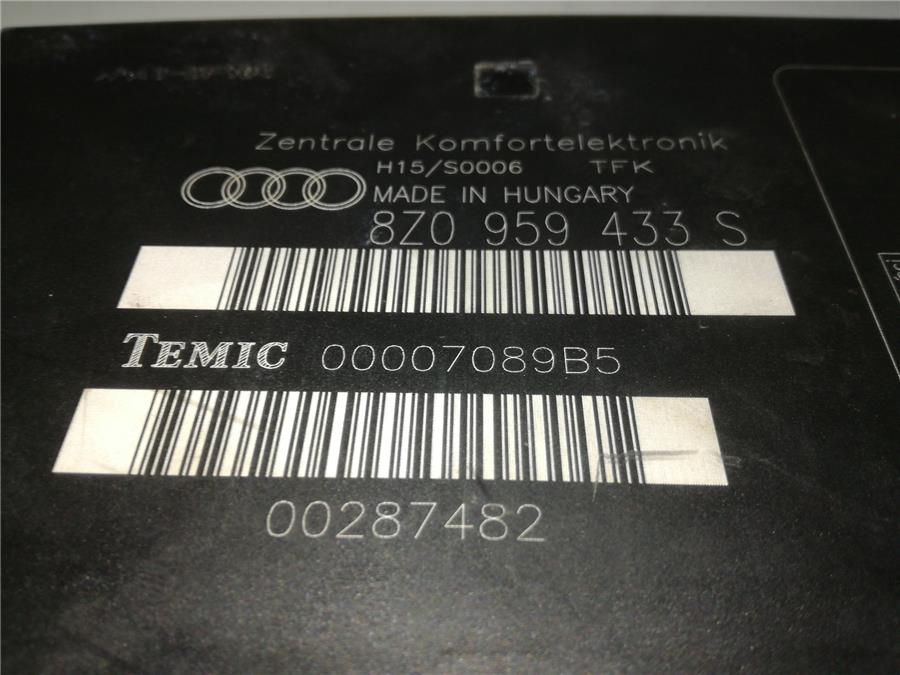 Zentrale Komfortelektronik
H15/S0006 TFK
MADE IN HUNGARY
8Z0 959 433 S
TEMIC 00007089B5
00287482